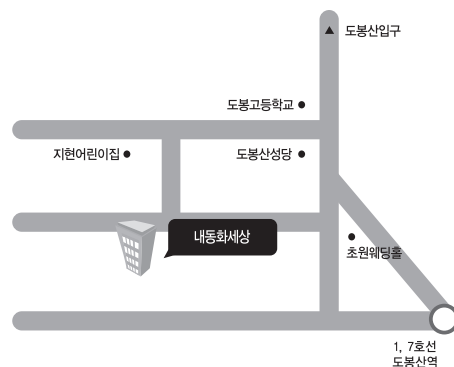 도봉산입구
도봉고등학교
지현어린이집
도봉산성당
내동화세상
초원웨딩홀
1, 7호선
도봉산역